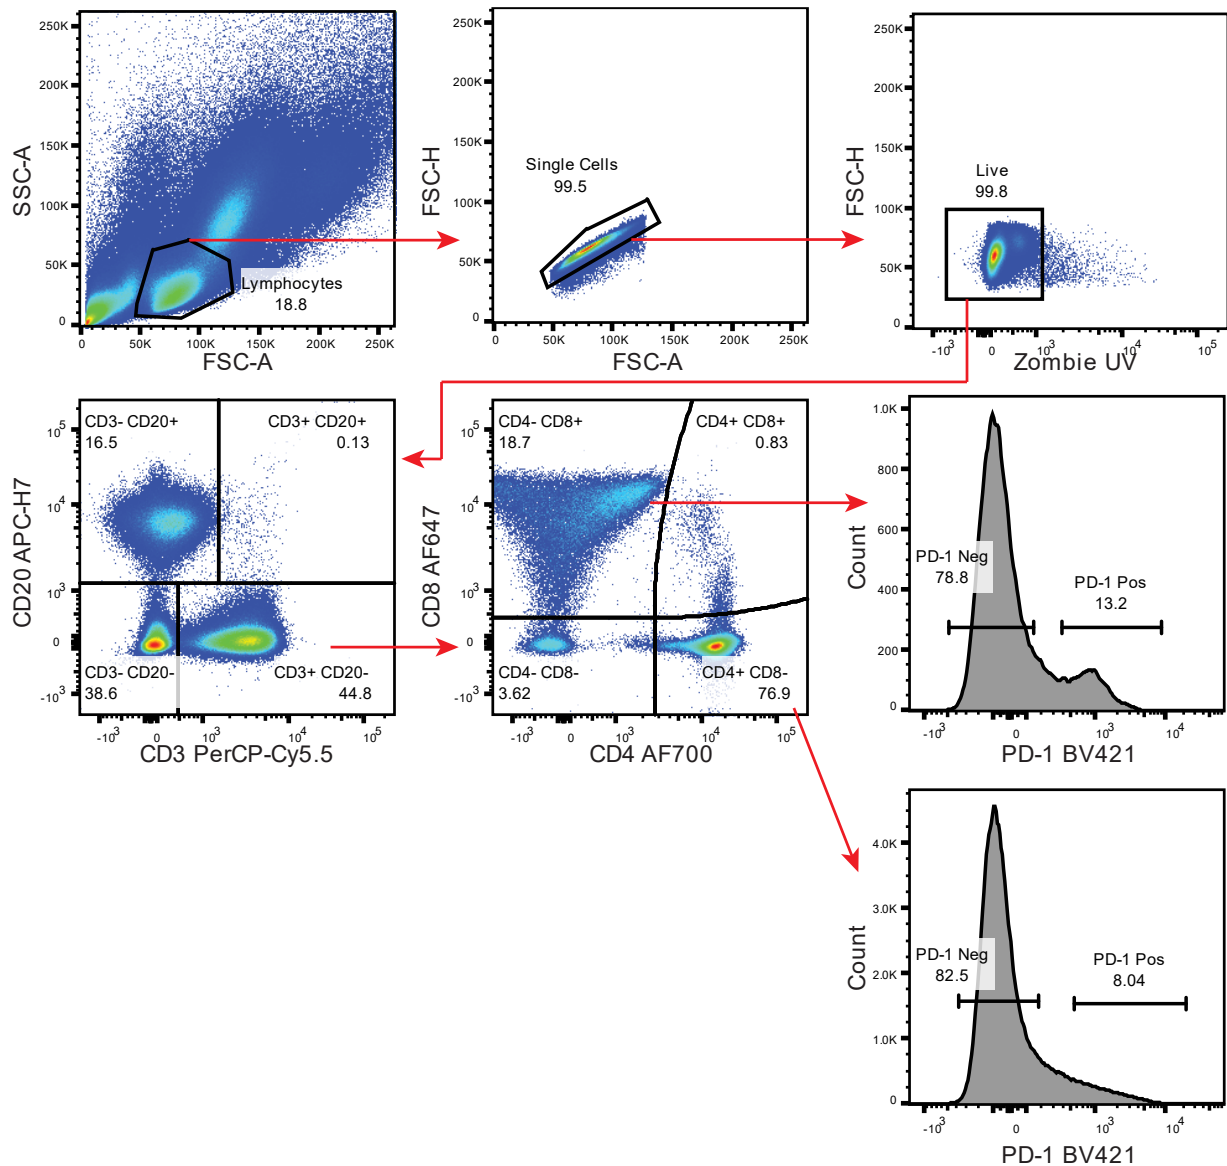 250K
200K
150K
100K
50K
0
SSC-A
Lymphocytes
18.8
0
50K
100K
150K
200K
250K
FSC-A
250K
200K
150K
100K
50K
0
FSC-H
Single Cells
99.5
0
50K
100K
150K
200K
250K
FSC-A
250K
200K
150K
100K
50K
0
FSC-H
Live
99.8
-10³
0
10³
10⁴
10⁵
Zombie UV
10⁵
10⁴
10³
0
-10³
CD20 APC-H7
CD3- CD20+
16.5
CD3+ CD20+
0.13
CD3- CD20-
38.6
CD3+ CD20-
44.8
-10³
0
10³
10⁴
10⁵
CD3 PerCP-Cy5.5
10⁵
10⁴
10³
0
-10³
CD8 AF647
CD4- CD8+
18.7
CD4+ CD8+
0.83
CD4- CD8-
3.62
CD4+ CD8-
76.9
-10³
0
10³
10⁴
10⁵
CD4 AF700
1.0K
800
600
400
200
0
Count
PD-1 Neg
78.8
PD-1 Pos
13.2
-10³
0
10³
10⁴
PD-1 BV421
4.0K
3.0K
2.0K
1.0K
0
Count
PD-1 Neg
82.5
PD-1 Pos
8.04
-10³
0
10³
10⁴
PD-1 BV421